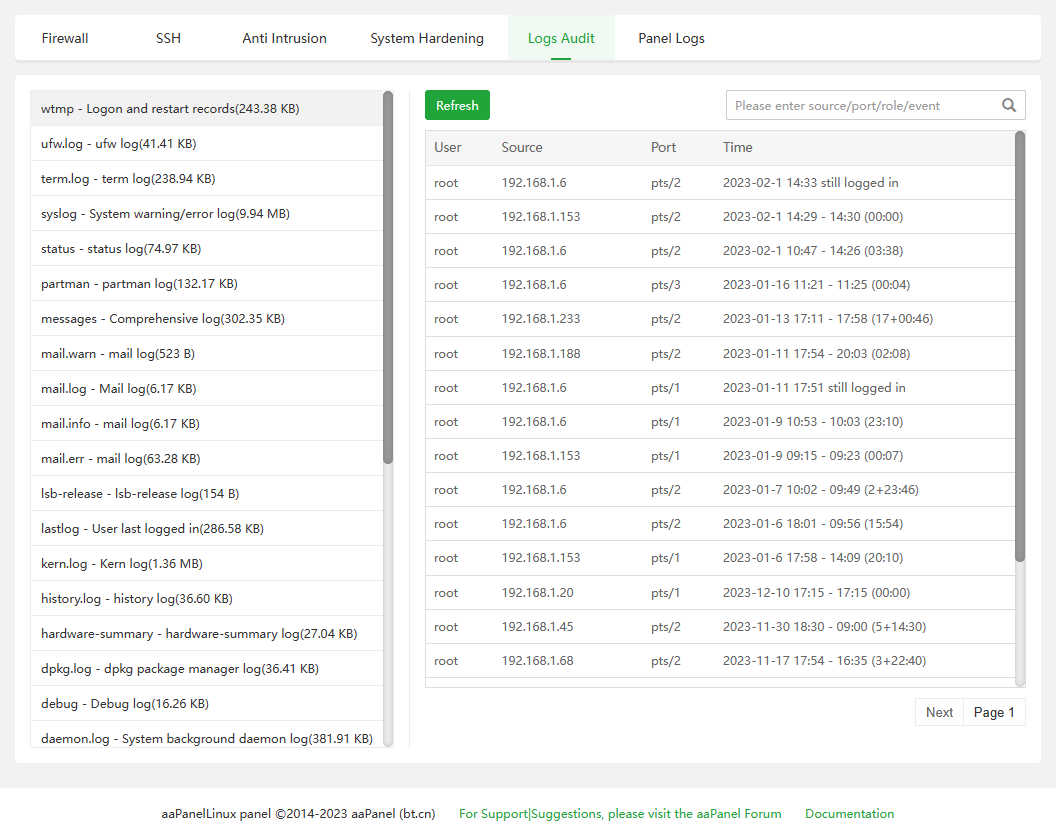 Firewall SSH Anti Intrusion System Hardening Logs Audit Panel Logs
wtmp - Logon and restart records(243.38 KB)
ufw.log - ufw log(41.41 KB)
term.log - term log(238.94 KB)
syslog - System warning/error log(9.94 MB)
status - status log(74.97 KB)
partman - partman log(132.17 KB)
messages - Comprehensive log(302.35 KB)
mail.warn - mail log(523 B)
mail.log - Mail log(6.17 KB)
mail.info - mail log(6.17 KB)
mail.err - mail log(63.28 KB)
lsb-release - lsb-release log(154 B)
lastlog - User last logged in(286.58 KB)
kern.log - Kern log(1.36 MB)
history.log - history log(36.60 KB)
hardware-summary - hardware-summary log(27.04 KB)
dpkg.log - dpkg package manager log(36.41 KB)
debug - Debug log(16.26 KB)
daemon.log - System background daemon log(381.91 KB)
Refresh Please enter source/port/role/event
User Source Port Time
root 192.168.1.6 pts/2 2023-02-1 14:33 still logged in
root 192.168.1.153 pts/2 2023-02-1 14:29 - 14:30 (00:00)
root 192.168.1.6 pts/2 2023-02-1 10:47 - 14:26 (03:38)
root 192.168.1.6 pts/3 2023-01-16 11:21 - 11:25 (00:04)
root 192.168.1.233 pts/2 2023-01-13 17:11 - 17:58 (17+00:46)
root 192.168.1.188 pts/2 2023-01-11 17:54 - 20:03 (02:08)
root 192.168.1.6 pts/1 2023-01-11 17:51 still logged in
root 192.168.1.6 pts/1 2023-01-9 10:53 - 10:03 (23:10)
root 192.168.1.153 pts/1 2023-01-9 09:15 - 09:23 (00:07)
root 192.168.1.6 pts/2 2023-01-7 10:02 - 09:49 (2+23:46)
root 192.168.1.6 pts/2 2023-01-6 18:01 - 09:56 (15:54)
root 192.168.1.153 pts/1 2023-01-6 17:58 - 14:09 (20:10)
root 192.168.1.20 pts/1 2023-12-10 17:15 - 17:15 (00:00)
root 192.168.1.45 pts/2 2023-11-30 18:30 - 09:00 (5+14:30)
root 192.168.1.68 pts/2 2023-11-17 17:54 - 16:35 (3+22:40)
Next Page 1
aaPanelLinux panel ©2014-2023 aaPanel (bt.cn) For Support|Suggestions, please visit the aaPanel Forum Documentation